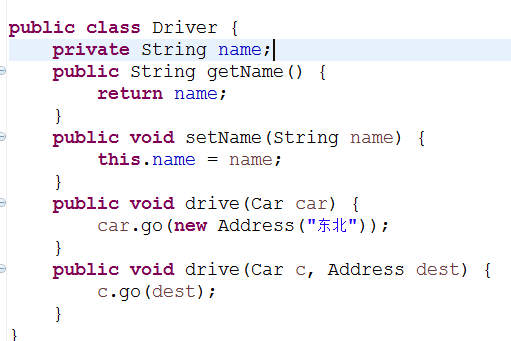 public class Driver {
    private String name;
    public String getName() {
        return name;
    }
    public void setName(String name) {
        this.name = name;
    }
    public void drive(Car car) {
        car.go(new Address("东北"));
    }
    public void drive(Car c, Address dest) {
        c.go(dest);
    }
}